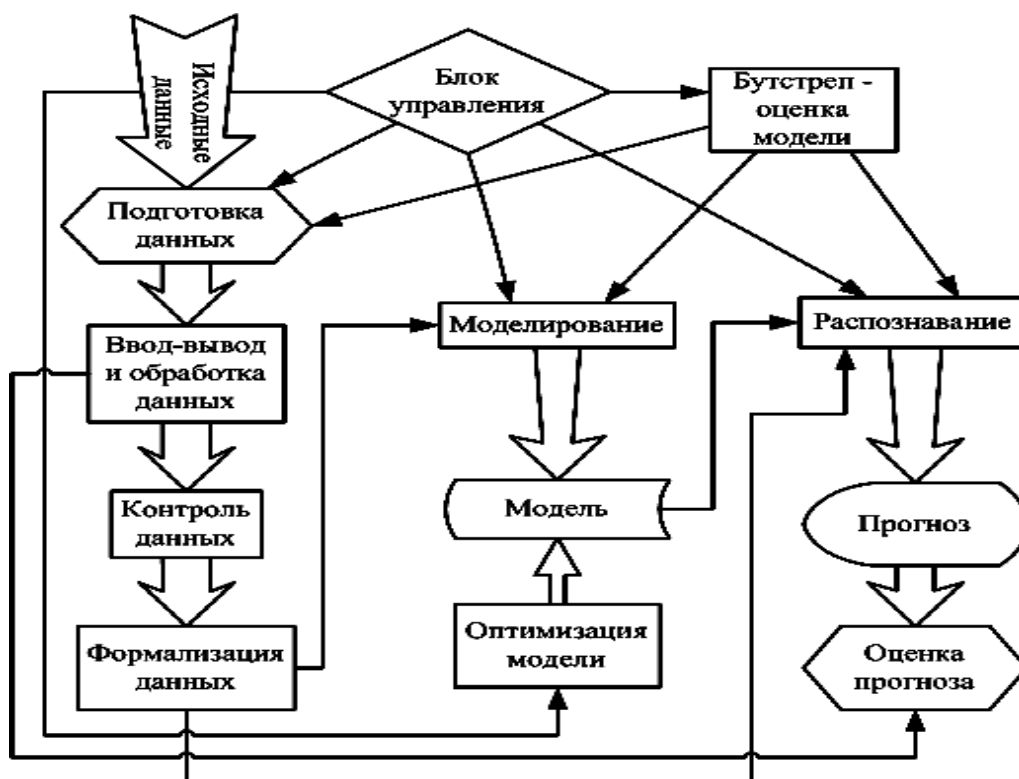 Исходные
данные
Блок
управления
Бутстреп -
оценка
модели
Подготовка
данных
Ввод-вывод
и обработка
данных
Моделирование
Распознавание
Контроль
данных
Модель
Прогноз
Формализация
данных
Оптимизация
модели
Оценка
прогноза